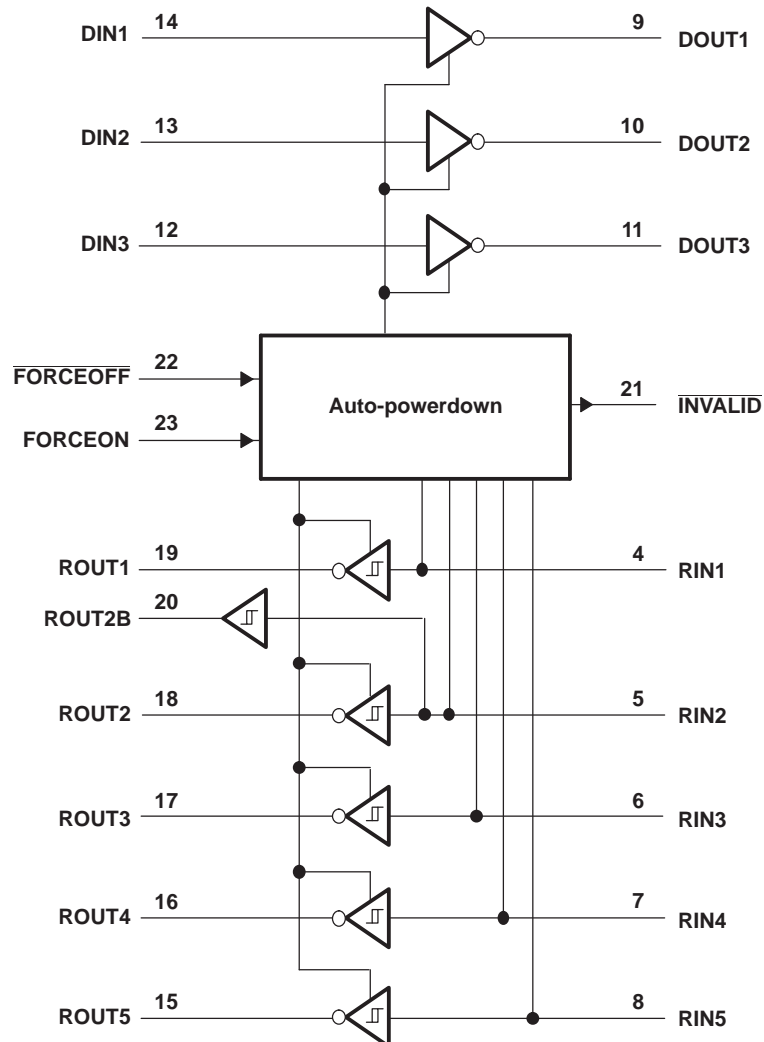 DIN1 14 9 DOUT1
DIN2 13 10 DOUT2
DIN3 12 11 DOUT3
FORCEOFF 22
Auto-powerdown
21 INVALID
FORCEON 23
ROUT1 19 4 RIN1
ROUT2B 20
ROUT2 18 5 RIN2
ROUT3 17 6 RIN3
ROUT4 16 7 RIN4
ROUT5 15 8 RIN5